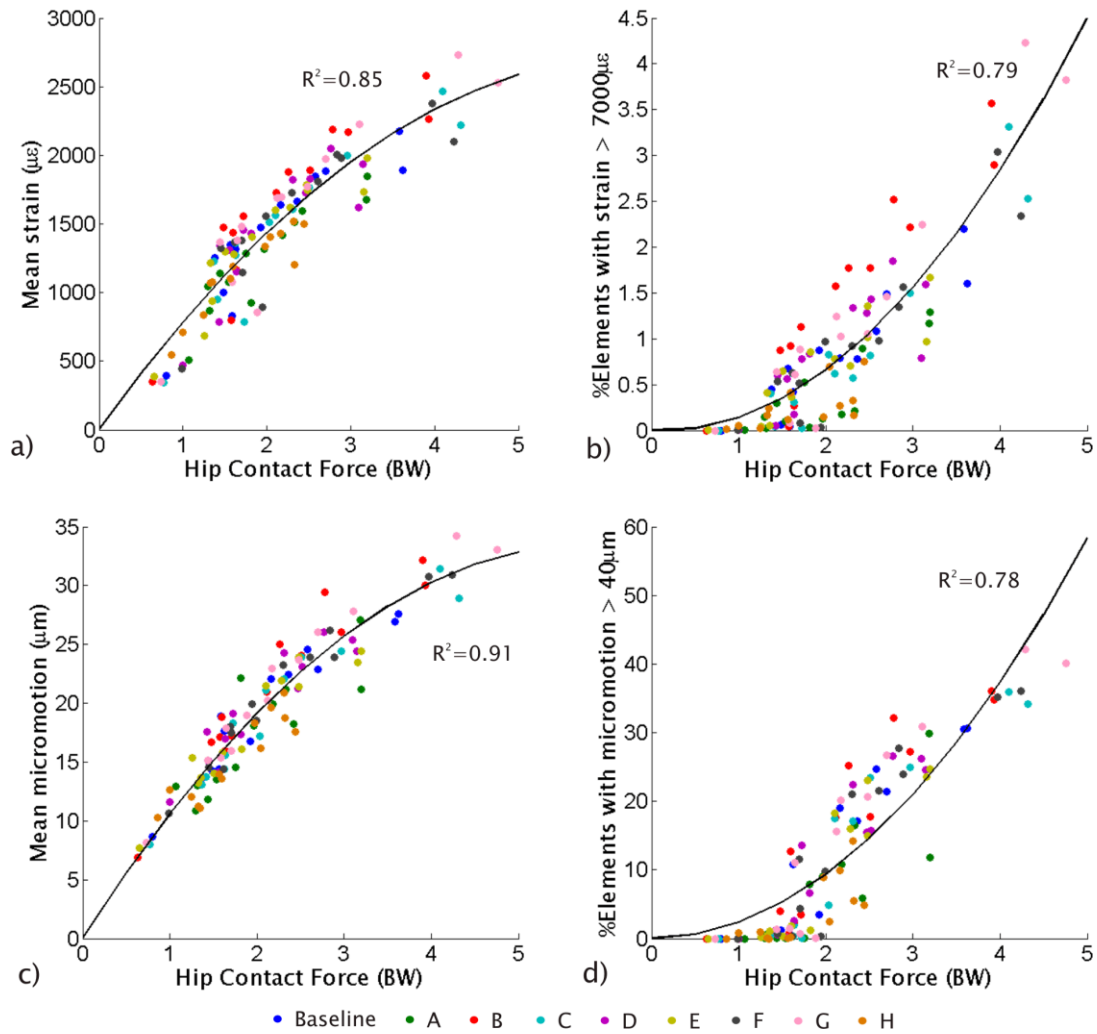 3000
2500
2000
1500
1000
500
0
Mean strain (με)
R²=0.85
0 1 2 3 4 5
Hip Contact Force (BW)
a)
4.5
4
3.5
3
2.5
2
1.5
1
0.5
0
%Elements with strain > 7000με
R²=0.79
0 1 2 3 4 5
Hip Contact Force (BW)
b)
35
30
25
20
15
10
5
0
Mean micromotion (μm)
R²=0.91
0 1 2 3 4 5
Hip Contact Force (BW)
c)
60
50
40
30
20
10
0
%Elements with micromotion > 40μm
R²=0.78
0 1 2 3 4 5
Hip Contact Force (BW)
d)
Baseline A B C D E F G H